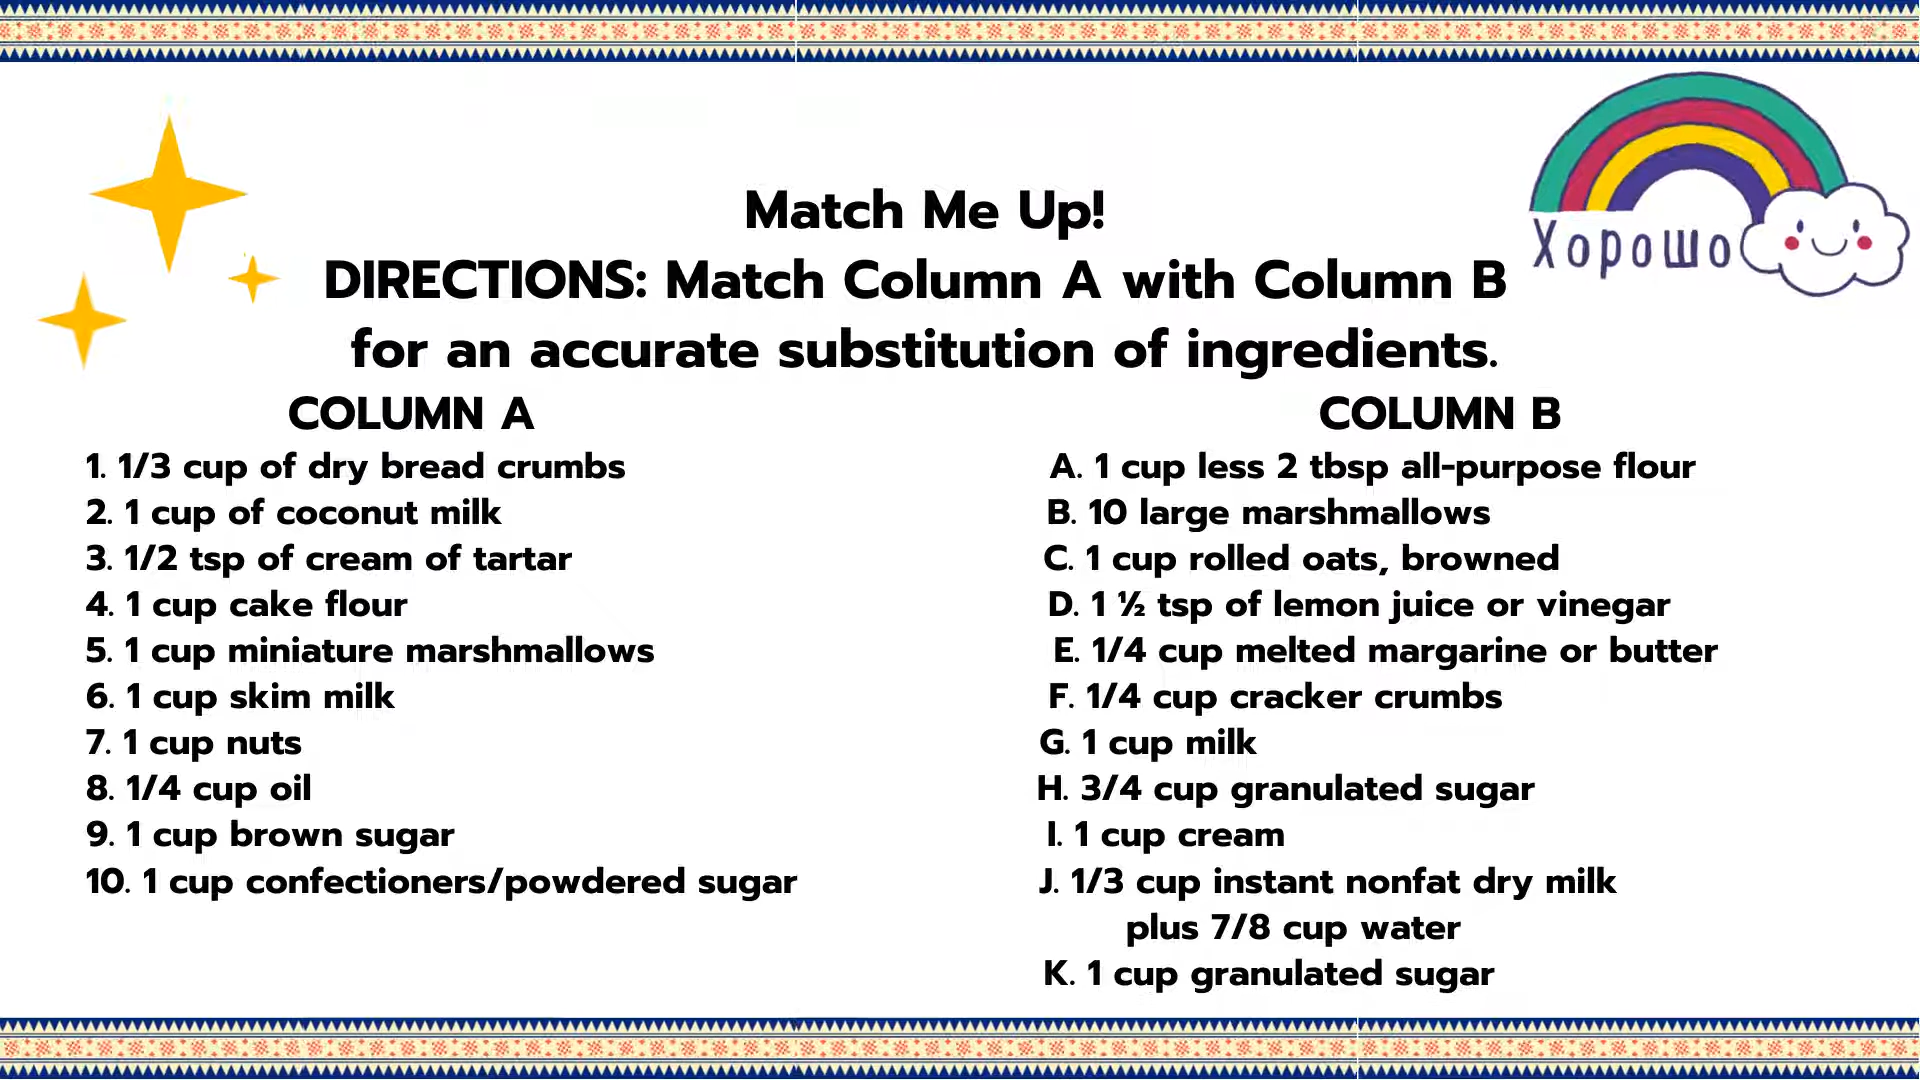 Хорошо
Match Me Up!
DIRECTIONS: Match Column A with Column B
for an accurate substitution of ingredients.
COLUMN A
1. 1/3 cup of dry bread crumbs
2. 1 cup of coconut milk
3. 1/2 tsp of cream of tartar
4. 1 cup cake flour
5. 1 cup miniature marshmallows
6. 1 cup skim milk
7. 1 cup nuts
8. 1/4 cup oil
9. 1 cup brown sugar
10. 1 cup confectioners/powdered sugar
COLUMN B
A. 1 cup less 2 tbsp all-purpose flour
B. 10 large marshmallows
C. 1 cup rolled oats, browned
D. 1 ½ tsp of lemon juice or vinegar
E. 1/4 cup melted margarine or butter
F. 1/4 cup cracker crumbs
G. 1 cup milk
H. 3/4 cup granulated sugar
I. 1 cup cream
J. 1/3 cup instant nonfat dry milk
plus 7/8 cup water
K. 1 cup granulated sugar